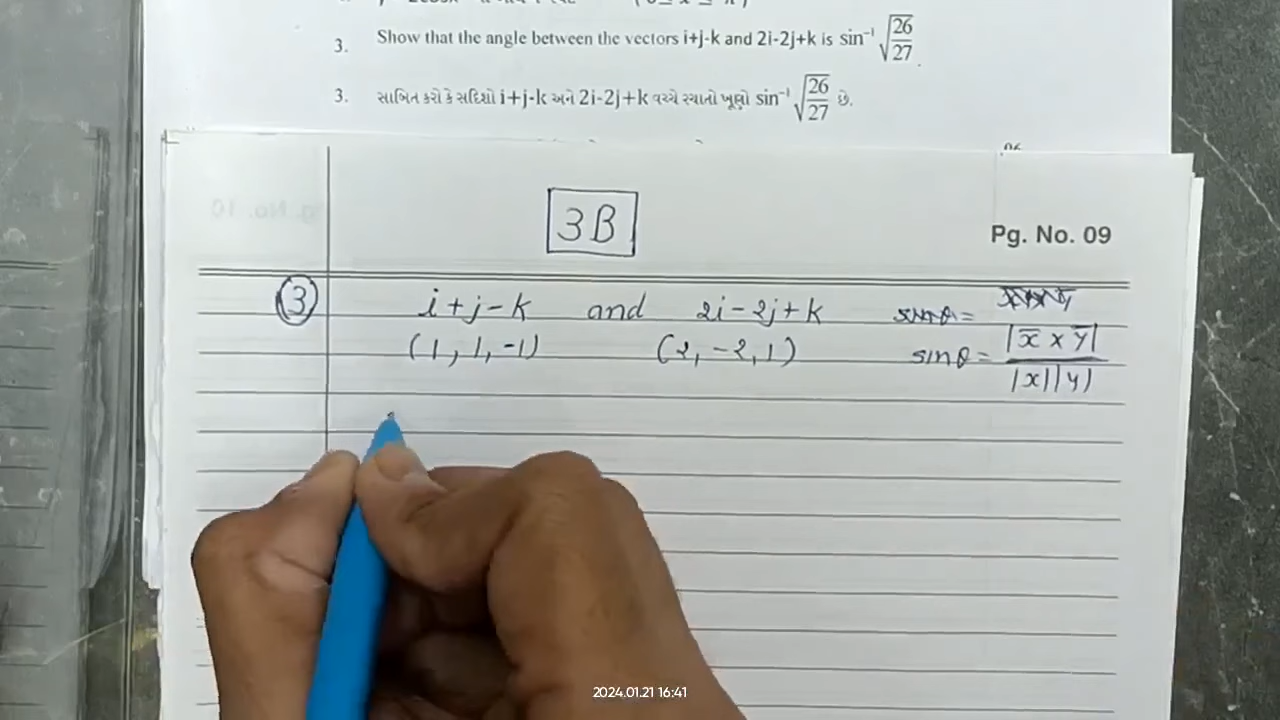 3. Show that the angle between the vectors i+j-k and 2i-2j+k is sin⁻¹ √26/27.
3. સાબિત કરો કે સદિશો i+j-k અને 2i-2j+k વચ્ચે સ્થાનો ખૂણો sin⁻¹ √26/27 છે.
3B
Pg. No. 09
3 i+j-k and 2i-2j+k sinθ=
(1, 1, -1) (2, -2, 1) sinθ = |x̅ × y̅| / |x||y|
2024.01.21 16:41